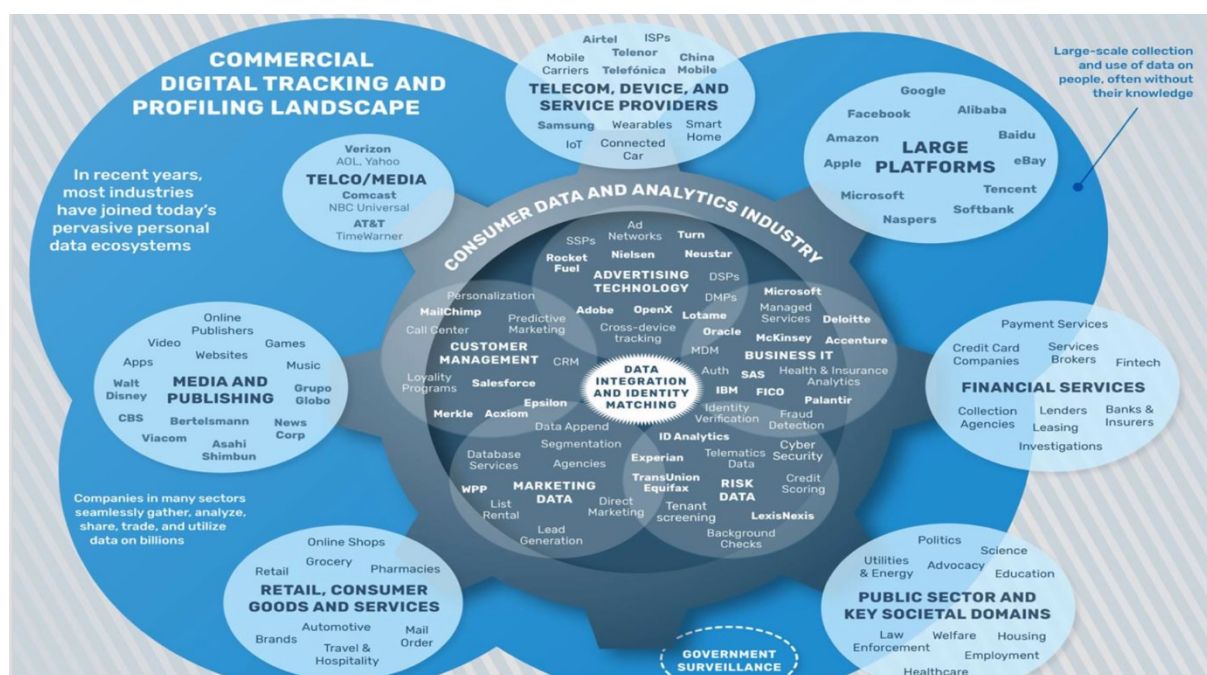 COMMERCIAL
DIGITAL TRACKING AND
PROFILING LANDSCAPE
In recent years,
most industries
have joined today's
pervasive personal
data ecosystems
Companies in many sectors
seamlessly gather, analyze,
share, trade, and utilize
data on billions
Large-scale collection
and use of data on
people, often without
their knowledge
Airtel ISPs
Telenor
Mobile
Carriers
Telefónica
China
Mobile
TELECOM, DEVICE, AND
SERVICE PROVIDERS
Samsung Wearables Smart
Home
IoT Connected
Car
Verizon
AOL, Yahoo
TELCO/MEDIA
Comcast
NBC Universal
AT&T
TimeWarner
Google
Facebook Alibaba
Amazon Baidu
LARGE
PLATFORMS
Apple eBay
Microsoft Tencent
Softbank
Naspers
CONSUMER DATA AND ANALYTICS INDUSTRY
Ad
Networks
SSPs Turn
Rocket
Fuel
Nielsen Neustar
ADVERTISING
TECHNOLOGY
DSPs
DMPs
Adobe OpenX Lotame
Cross-device
tracking
Personalization
MailChimp
Predictive
Marketing
Call Center
CUSTOMER
MANAGEMENT
CRM
Loyality
Programs
Salesforce
Epsilon
Merkle Acxiom
Microsoft
Managed
Services
Deloitte
Oracle McKinsey
Accenture
MDM
BUSINESS IT
Auth SAS Health & Insurance
Analytics
IBM FICO Palantir
Identity
Verification
Fraud
Detection
DATA
INTEGRATION
AND IDENTITY
MATCHING
Data Append
Segmentation
Database
Services
Agencies
WPP
MARKETING
DATA
List
Rental
Direct
Marketing
Lead
Generation
ID Analytics
Experian
Telematics
Data
Cyber
Security
TransUnion
Equifax
RISK
DATA
Credit
Scoring
Tenant
screening
LexisNexis
Background
Checks
Online
Publishers
Video Games
Websites
Apps Music
Walt
Disney
MEDIA AND
PUBLISHING
Grupo
Globo
CBS Bertelsmann News
Corp
Viacom Asahi
Shimbun
Payment Services
Credit Card
Companies
Services
Brokers
Fintech
FINANCIAL SERVICES
Collection
Agencies
Lenders
Leasing
Banks &
Insurers
Investigations
Online Shops
Grocery
Retail Pharmacies
RETAIL, CONSUMER
GOODS AND SERVICES
Automotive
Brands
Mail
Order
Travel &
Hospitality
Politics
Science
Utilities
& Energy
Advocacy
Education
PUBLIC SECTOR AND
KEY SOCIETAL DOMAINS
Law
Enforcement
Welfare Housing
Employment
Healthcare
GOVERNMENT
SURVEILLANCE